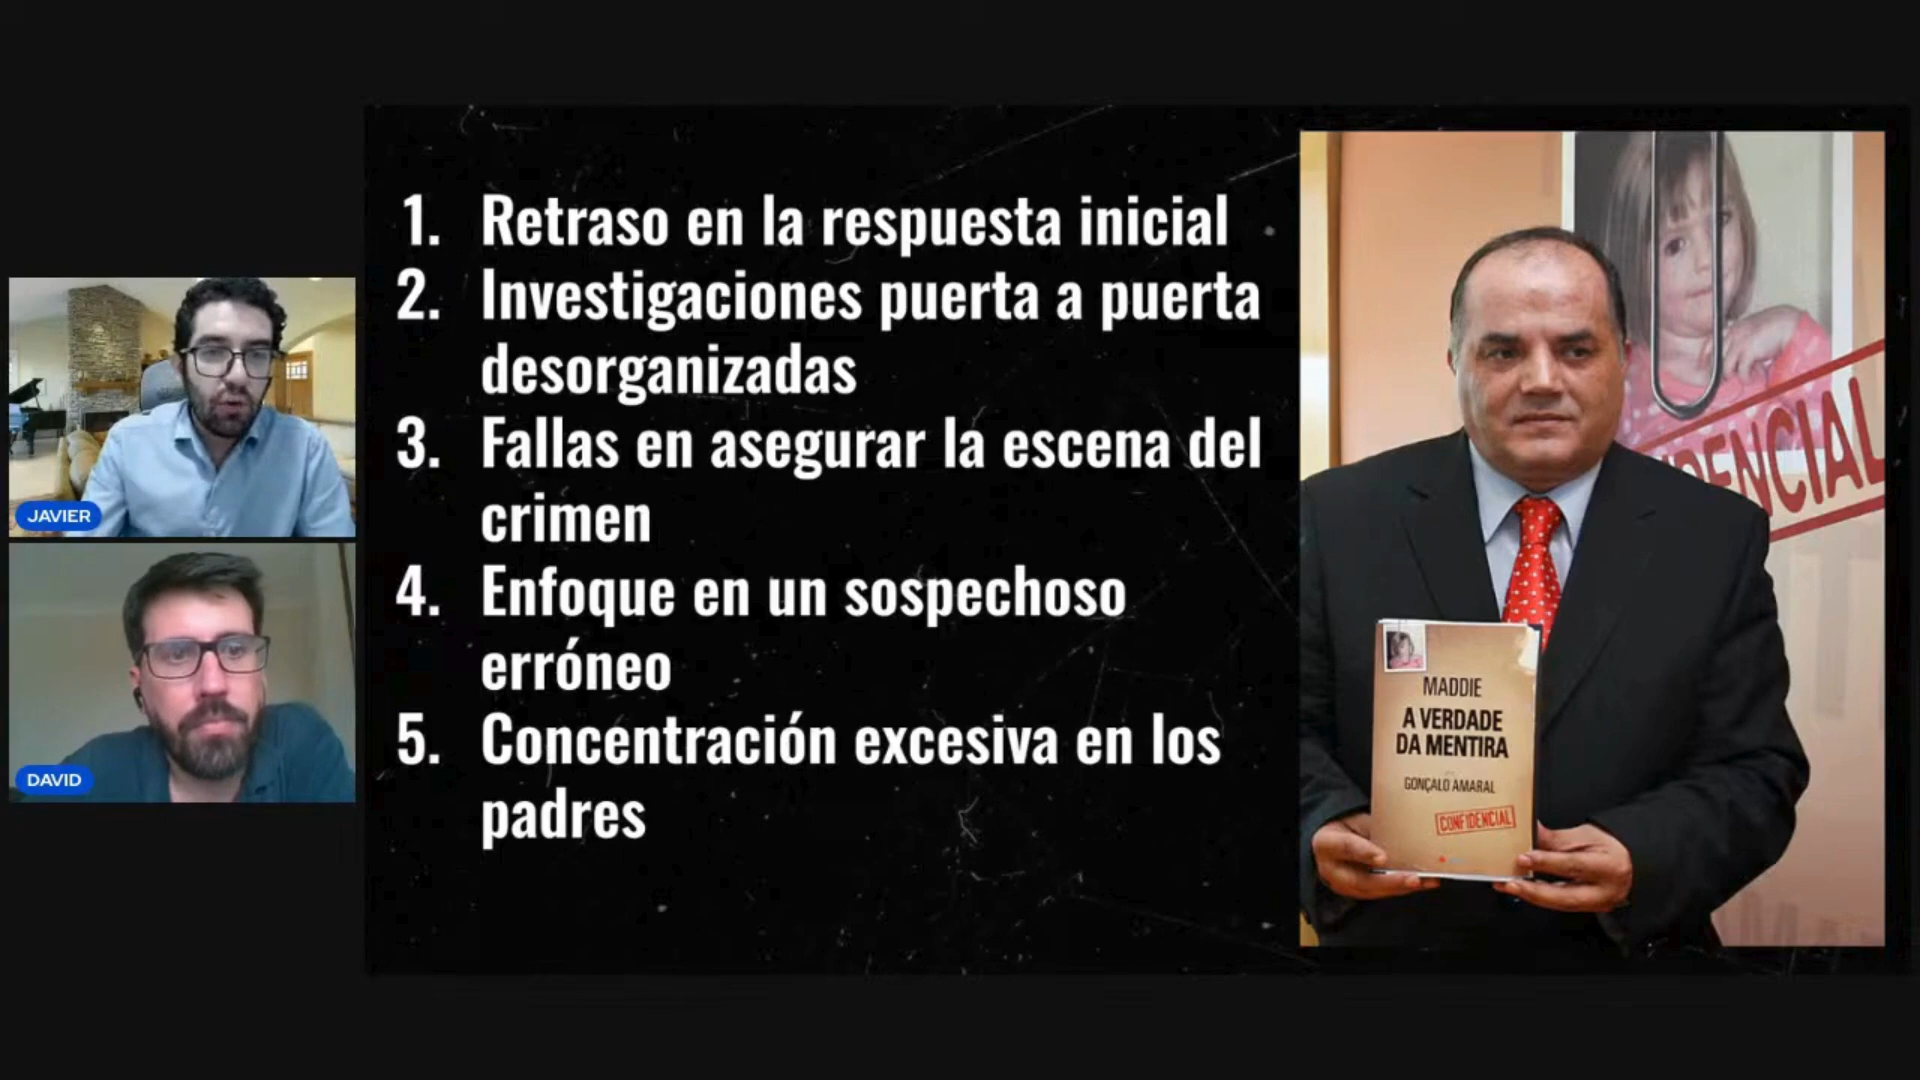 1. Retraso en la respuesta inicial
2. Investigaciones puerta a puerta
desorganizadas
3. Fallas en asegurar la escena del
crimen
4. Enfoque en un sospechoso
erróneo
5. Concentración excesiva en los
padres
JAVIER
DAVID
DENCIAL
MADDIE
A VERDADE
DA MENTIRA
GONÇALO AMARAL
CONFIDENCIAL